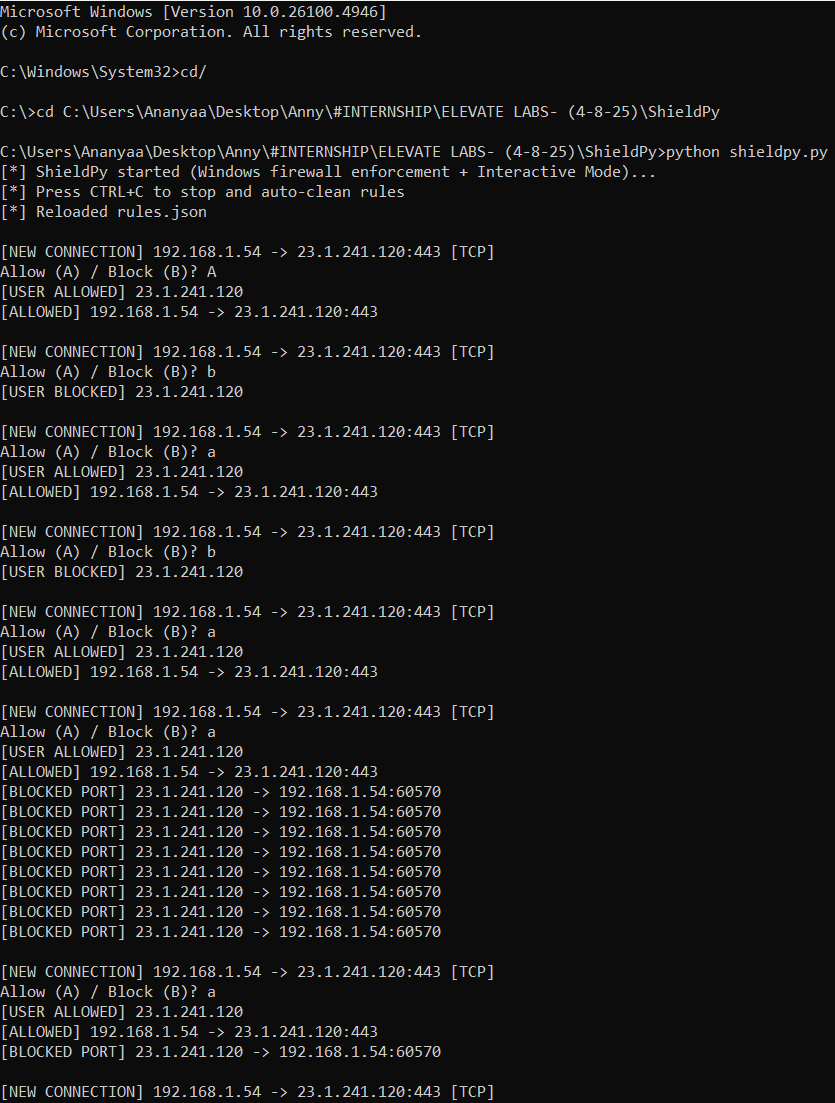 Microsoft Windows [Version 10.0.26100.4946]
(c) Microsoft Corporation. All rights reserved.
C:\Windows\System32>cd/
C:\>cd C:\Users\Ananyaa\Desktop\Anny\#INTERNSHIP\ELEVATE LABS- (4-8-25)\ShieldPy
C:\Users\Ananyaa\Desktop\Anny\#INTERNSHIP\ELEVATE LABS- (4-8-25)\ShieldPy>python shieldpy.py
[*] ShieldPy started (Windows firewall enforcement + Interactive Mode)...
[*] Press CTRL+C to stop and auto-clean rules
[*] Reloaded rules.json
[NEW CONNECTION] 192.168.1.54 -> 23.1.241.120:443 [TCP]
Allow (A) / Block (B)? A
[USER ALLOWED] 23.1.241.120
[ALLOWED] 192.168.1.54 -> 23.1.241.120:443
[NEW CONNECTION] 192.168.1.54 -> 23.1.241.120:443 [TCP]
Allow (A) / Block (B)? b
[USER BLOCKED] 23.1.241.120
[NEW CONNECTION] 192.168.1.54 -> 23.1.241.120:443 [TCP]
Allow (A) / Block (B)? a
[USER ALLOWED] 23.1.241.120
[ALLOWED] 192.168.1.54 -> 23.1.241.120:443
[NEW CONNECTION] 192.168.1.54 -> 23.1.241.120:443 [TCP]
Allow (A) / Block (B)? b
[USER BLOCKED] 23.1.241.120
[NEW CONNECTION] 192.168.1.54 -> 23.1.241.120:443 [TCP]
Allow (A) / Block (B)? a
[USER ALLOWED] 23.1.241.120
[ALLOWED] 192.168.1.54 -> 23.1.241.120:443
[NEW CONNECTION] 192.168.1.54 -> 23.1.241.120:443 [TCP]
Allow (A) / Block (B)? a
[USER ALLOWED] 23.1.241.120
[ALLOWED] 192.168.1.54 -> 23.1.241.120:443
[BLOCKED PORT] 23.1.241.120 -> 192.168.1.54:60570
[BLOCKED PORT] 23.1.241.120 -> 192.168.1.54:60570
[BLOCKED PORT] 23.1.241.120 -> 192.168.1.54:60570
[BLOCKED PORT] 23.1.241.120 -> 192.168.1.54:60570
[BLOCKED PORT] 23.1.241.120 -> 192.168.1.54:60570
[BLOCKED PORT] 23.1.241.120 -> 192.168.1.54:60570
[BLOCKED PORT] 23.1.241.120 -> 192.168.1.54:60570
[BLOCKED PORT] 23.1.241.120 -> 192.168.1.54:60570
[NEW CONNECTION] 192.168.1.54 -> 23.1.241.120:443 [TCP]
Allow (A) / Block (B)? a
[USER ALLOWED] 23.1.241.120
[ALLOWED] 192.168.1.54 -> 23.1.241.120:443
[BLOCKED PORT] 23.1.241.120 -> 192.168.1.54:60570
[NEW CONNECTION] 192.168.1.54 -> 23.1.241.120:443 [TCP]